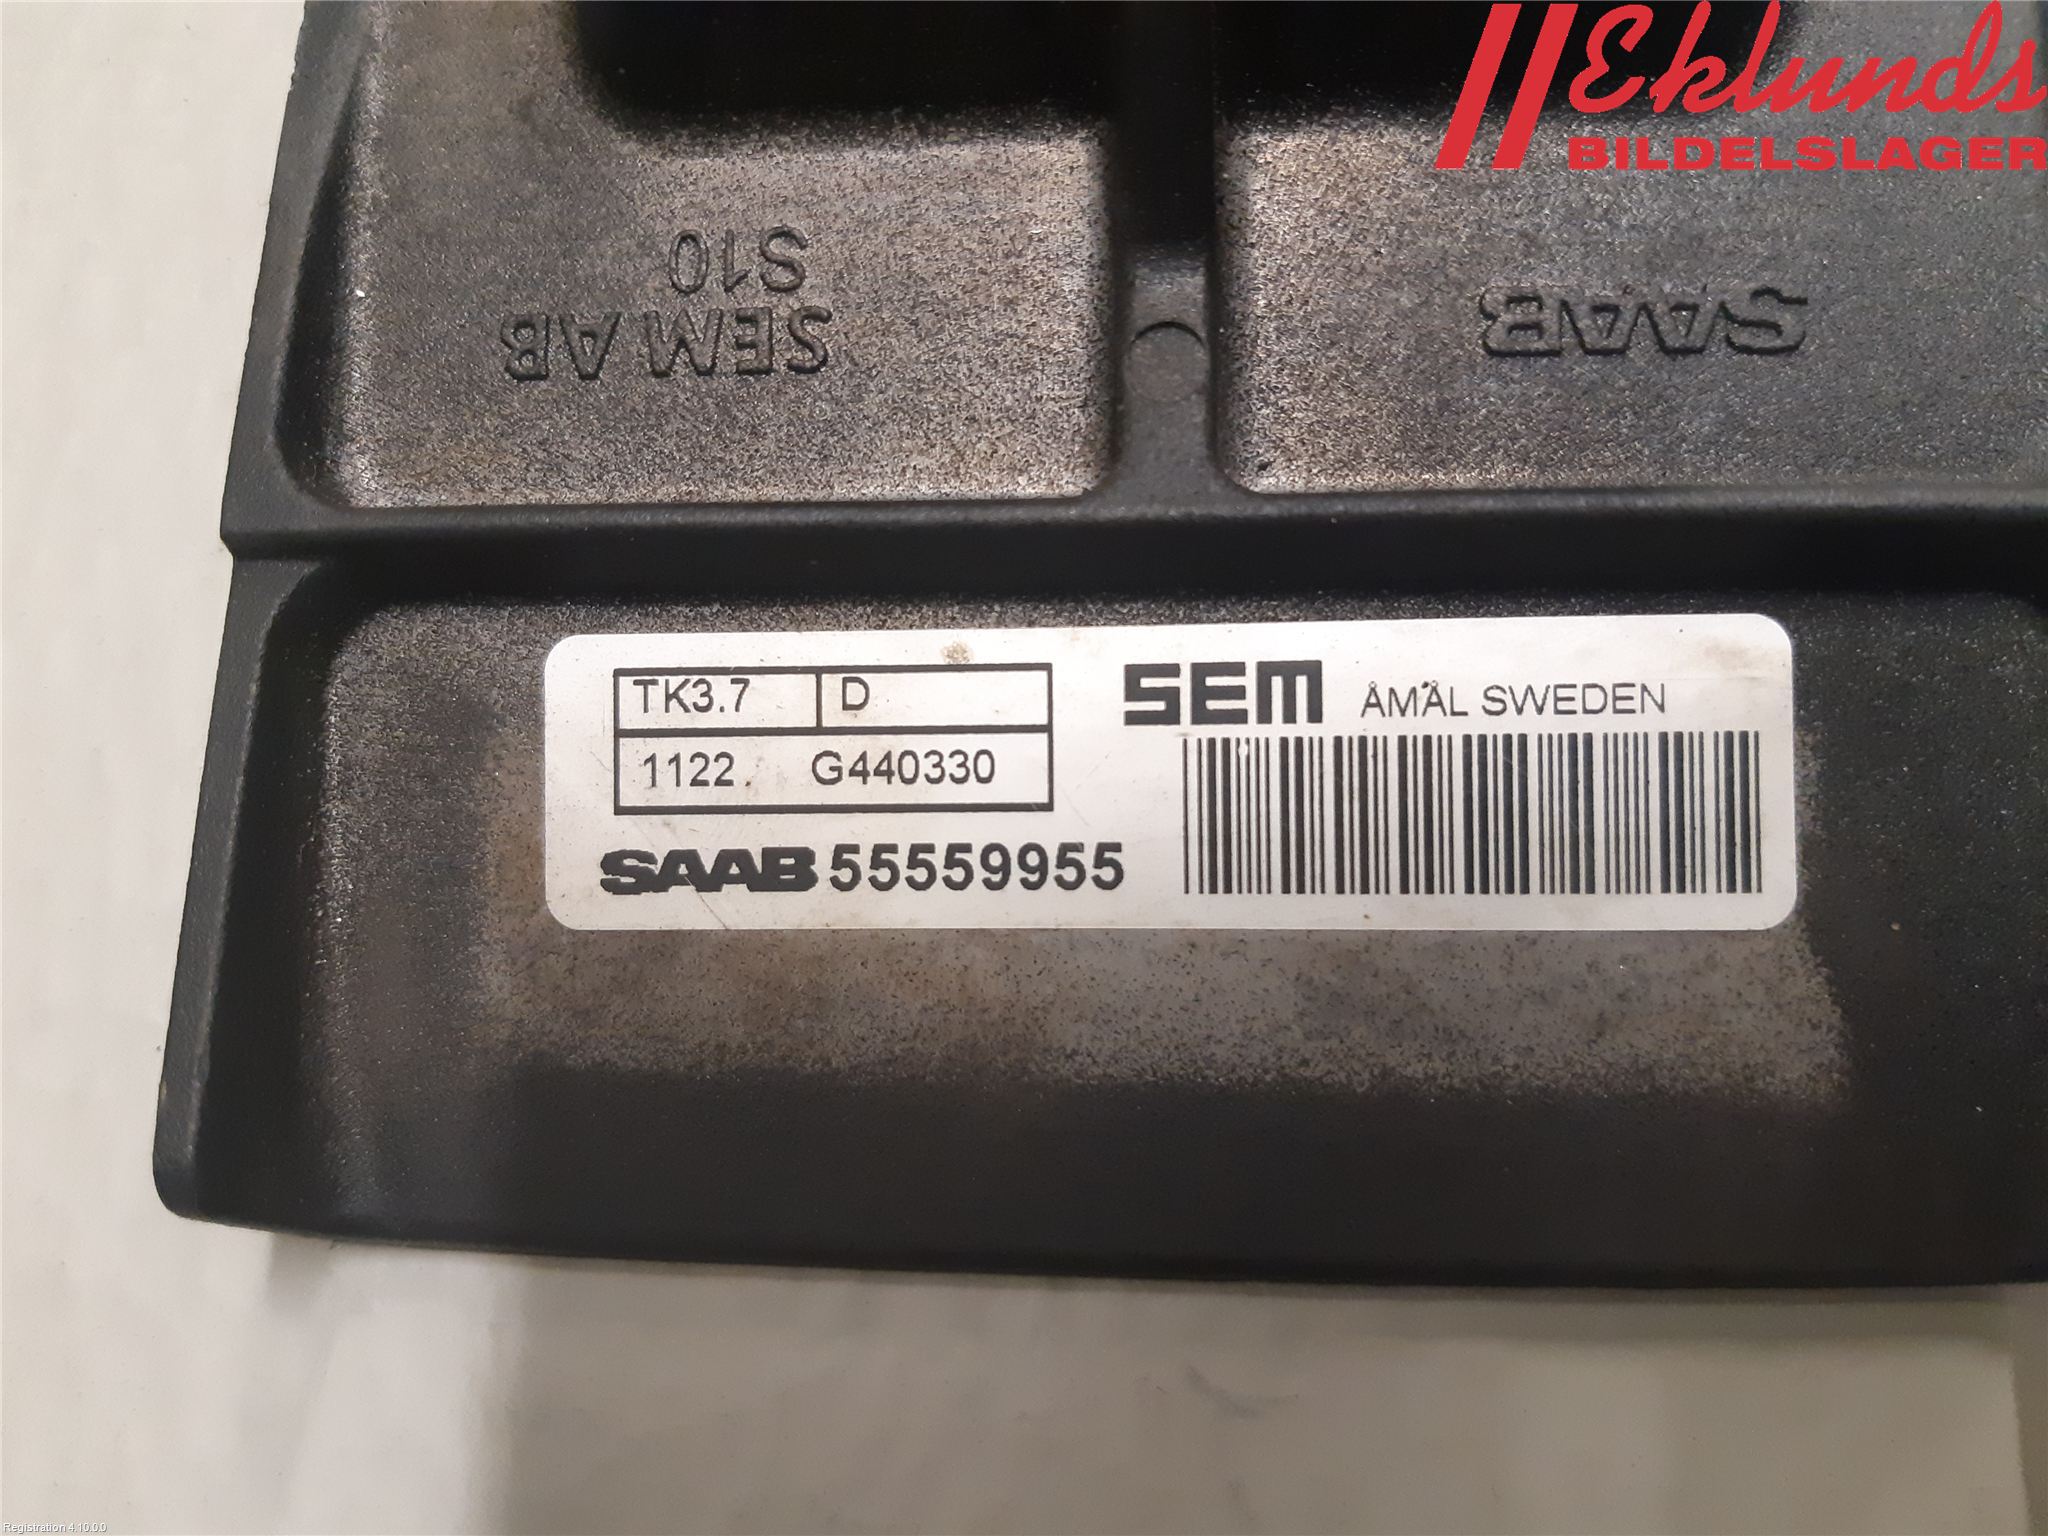 Eklunds
BILDELSLAGER
S10
SEM AB
SAAB
TK3.7 D
1122 G440330
SEM ÅMÅL SWEDEN
SAAB 55559955
Registration 4.10.0.0